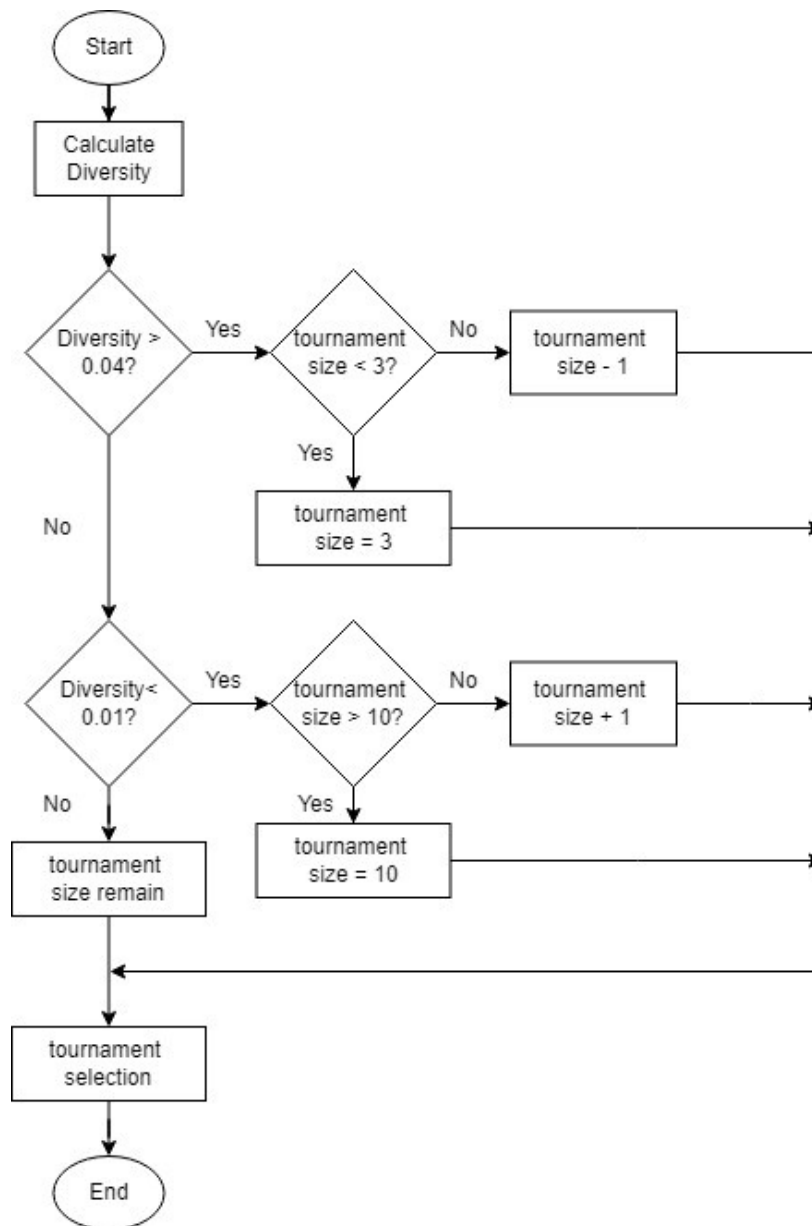 Start
Calculate
Diversity
Diversity >
0.04?
Yes
tournament
size < 3?
No
tournament
size - 1
Yes
tournament
size = 3
No
Diversity<
0.01?
Yes
tournament
size > 10?
No
tournament
size + 1
No
Yes
tournament
size remain
tournament
size = 10
tournament
selection
End